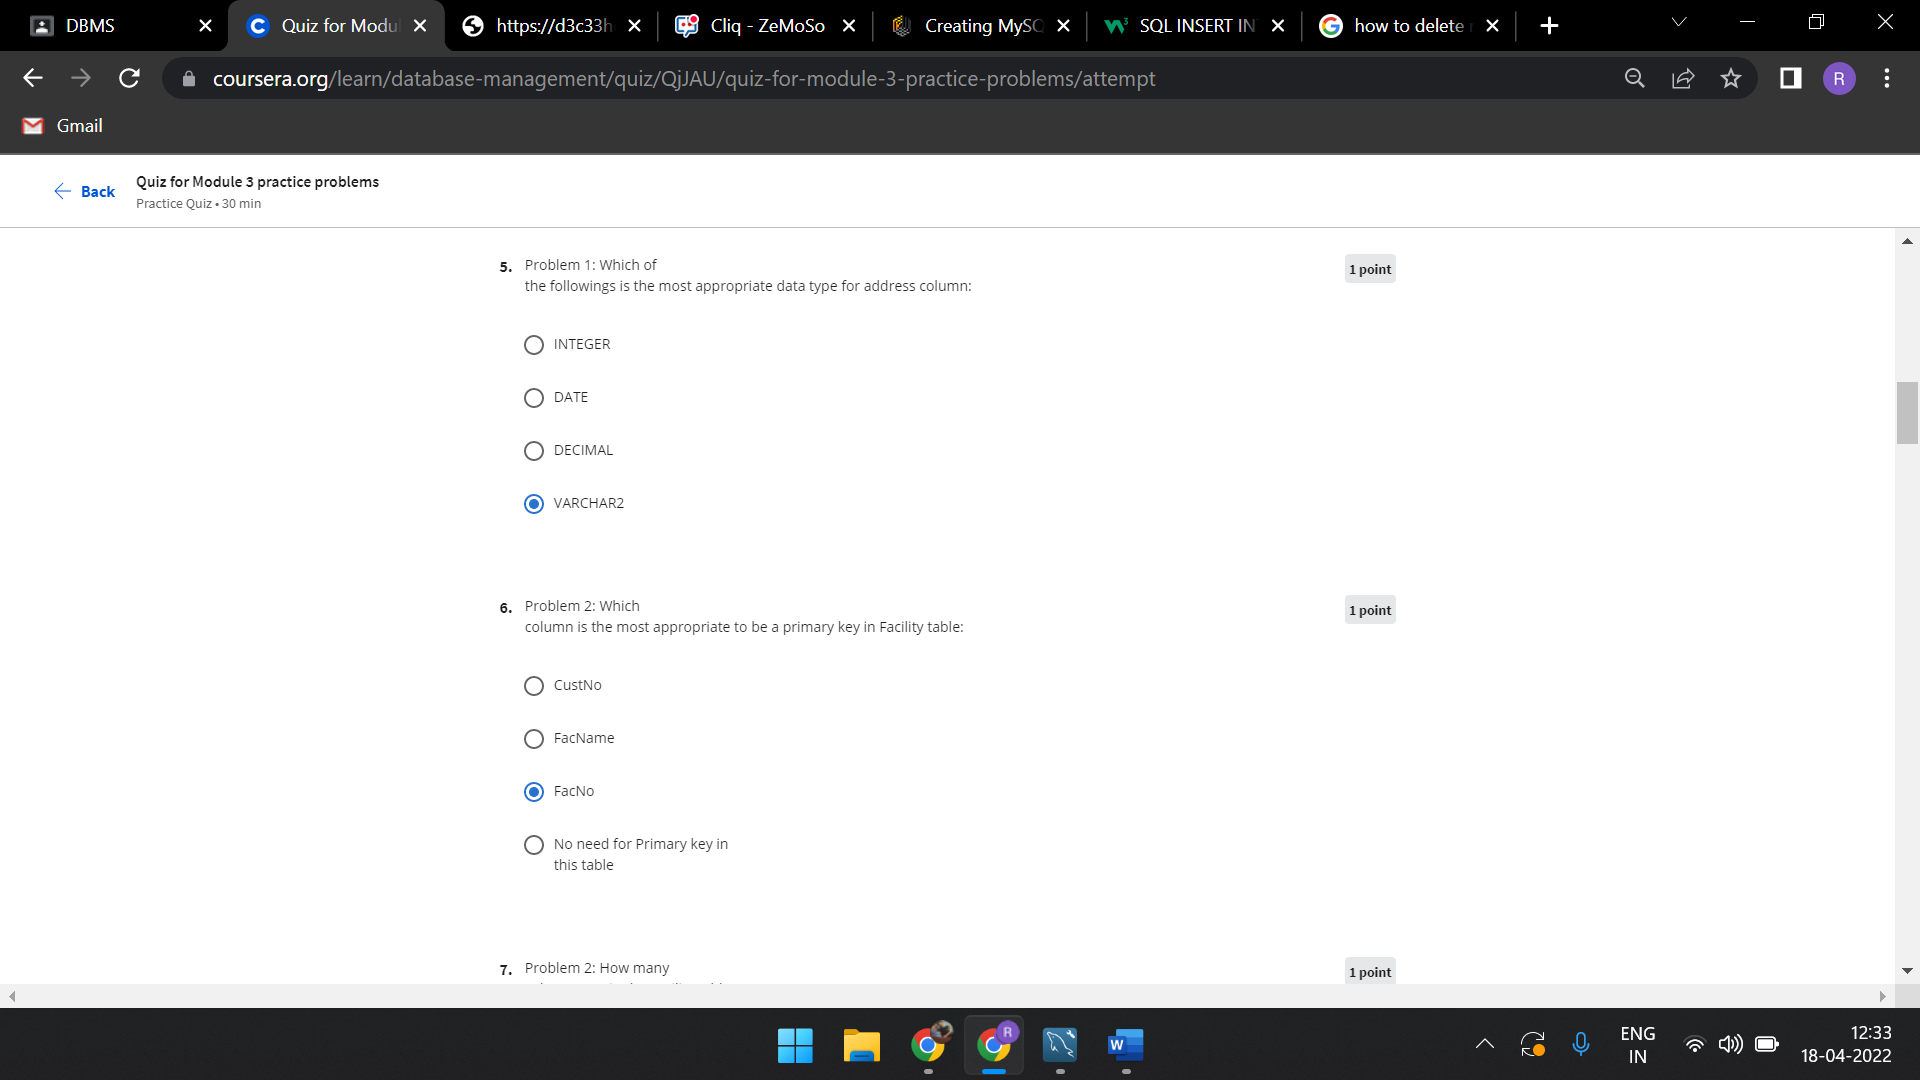 DBMS
Quiz for Modul
https://d3c33h
Cliq - ZeMoSo
Creating MySQ
SQL INSERT IN
how to delete
coursera.org/learn/database-management/quiz/QjJAU/quiz-for-module-3-practice-problems/attempt
R
Gmail
Back
Quiz for Module 3 practice problems
Practice Quiz • 30 min
5. Problem 1: Which of
the followings is the most appropriate data type for address column:
1 point
INTEGER
DATE
DECIMAL
VARCHAR2
6. Problem 2: Which
column is the most appropriate to be a primary key in Facility table:
1 point
CustNo
FacName
FacNo
No need for Primary key in
this table
7. Problem 2: How many
1 point
R
W
ENG
IN
12:33
18-04-2022